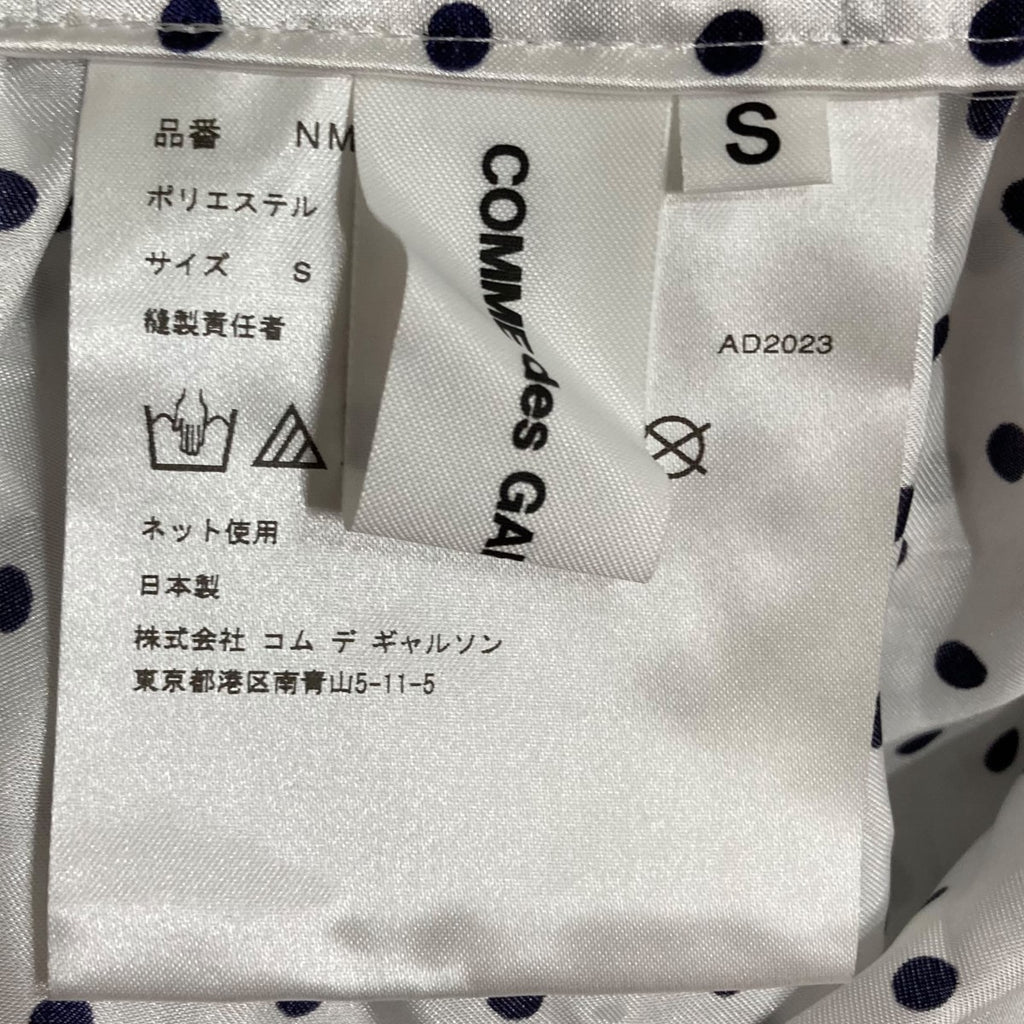 品番 NM
ポリエステル
サイズ S
縫製責任者
COMME des GA
S
AD2023
ネット使用
日本製
株式会社 コム デ ギャルソン
東京都港区南青山5-11-5